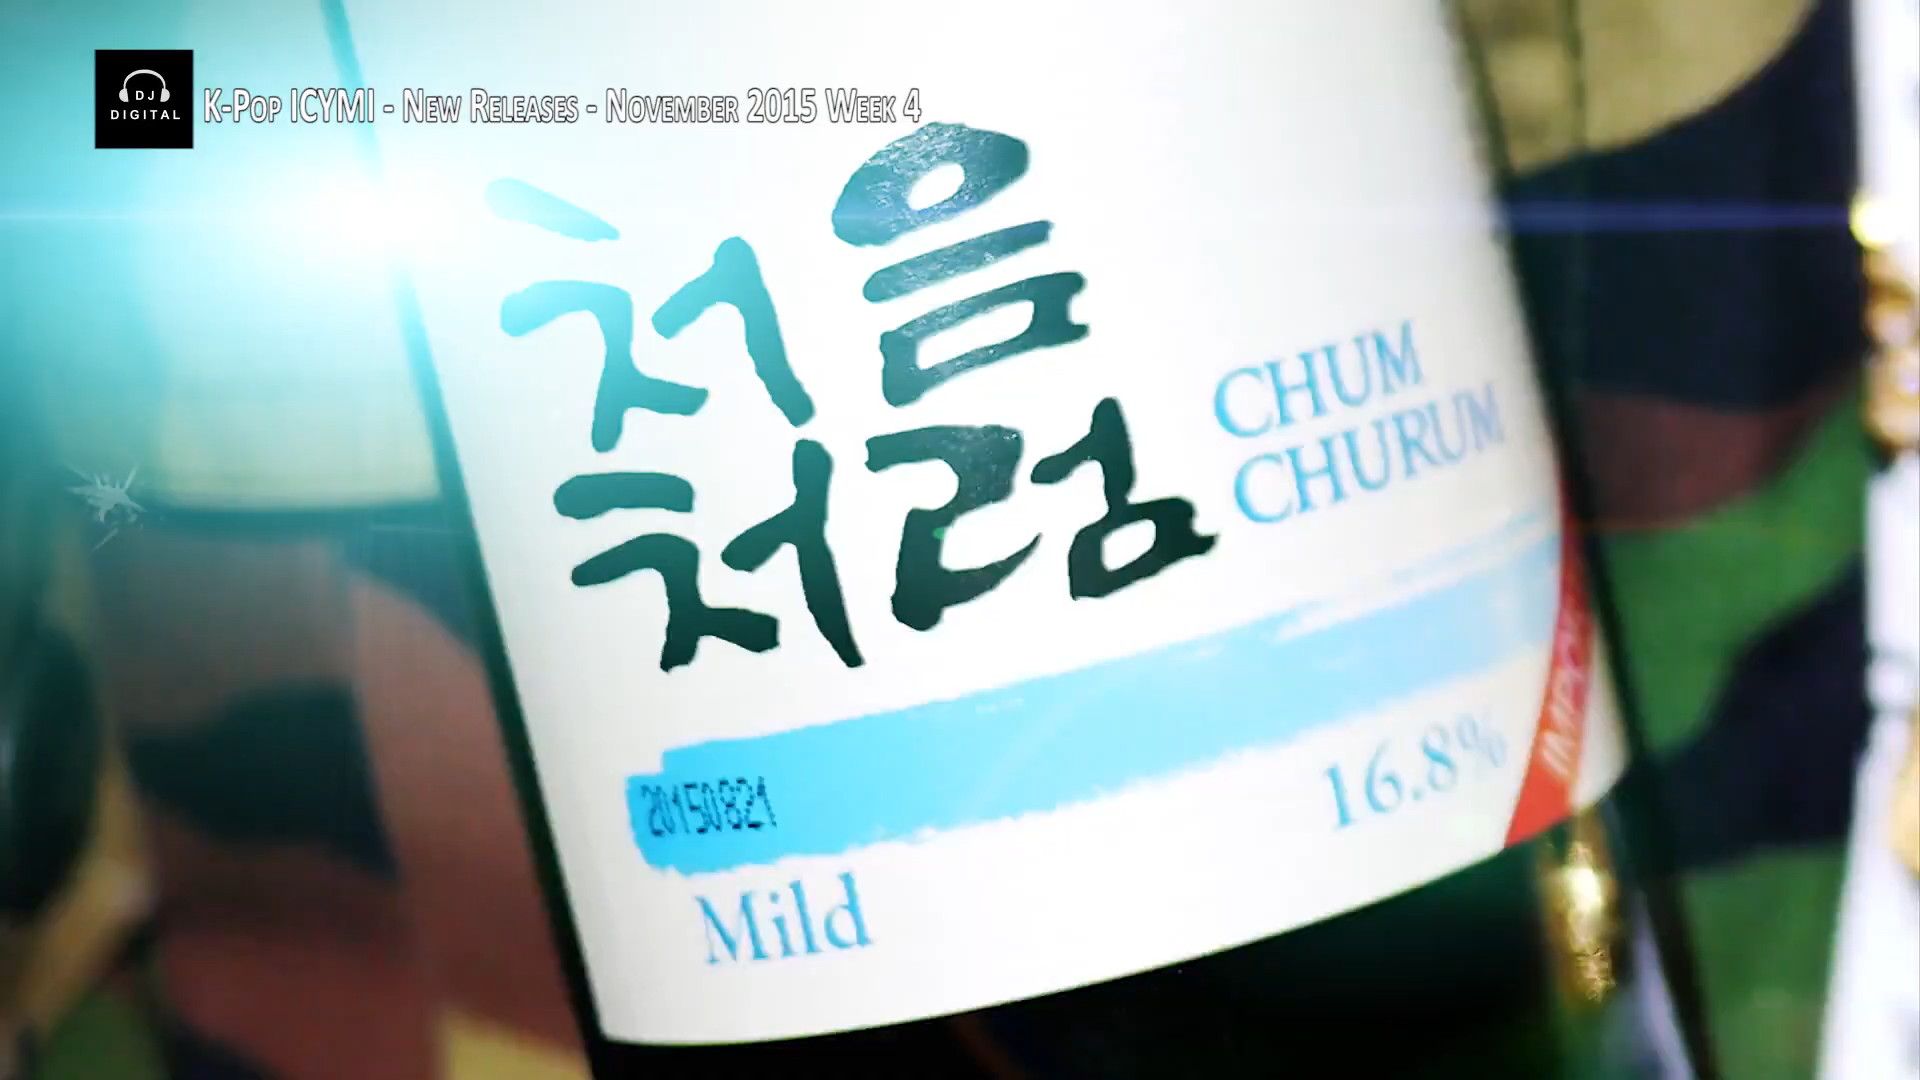 DJ
DIGITAL
K-Pop ICYMI - New Releases - November 2015 Week 4
처음
처럼
CHUM
CHURUM
20150821
16.8%
Mild